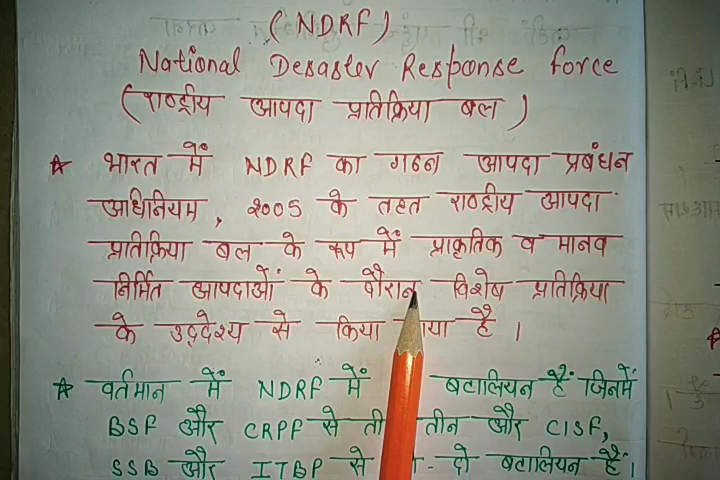 (NDRF)
National Desaster Response force
(राष्ट्रीय आपदा प्रतिक्रिया बल)
☆ भारत में NDRF का गठन आपदा प्रबंधन
अधिनियम, 2005 के तहत राष्ट्रीय आपदा
प्रतिक्रिया बल के रूप में प्राकृतिक व मानव
निर्मित आपदाओं के दौरान विशेष प्रतिक्रिया
के उद्देश्य से किया गया है ।
☆ वर्तमान में NDRF में बटालियन हैं जिनमें
BSF और CRPF से तीन तीन और CISF,
SSB और ITBP से - दो बटालियन हैं।